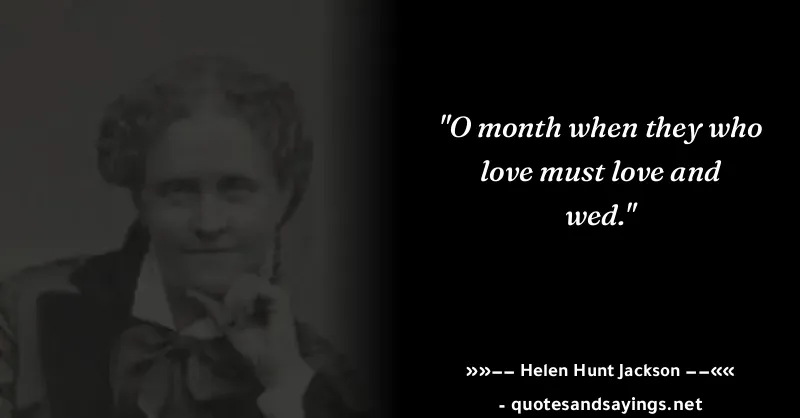 "O month when they who
love must love and
wed."
»»–– Helen Hunt Jackson ––««
- quotesandsayings.net